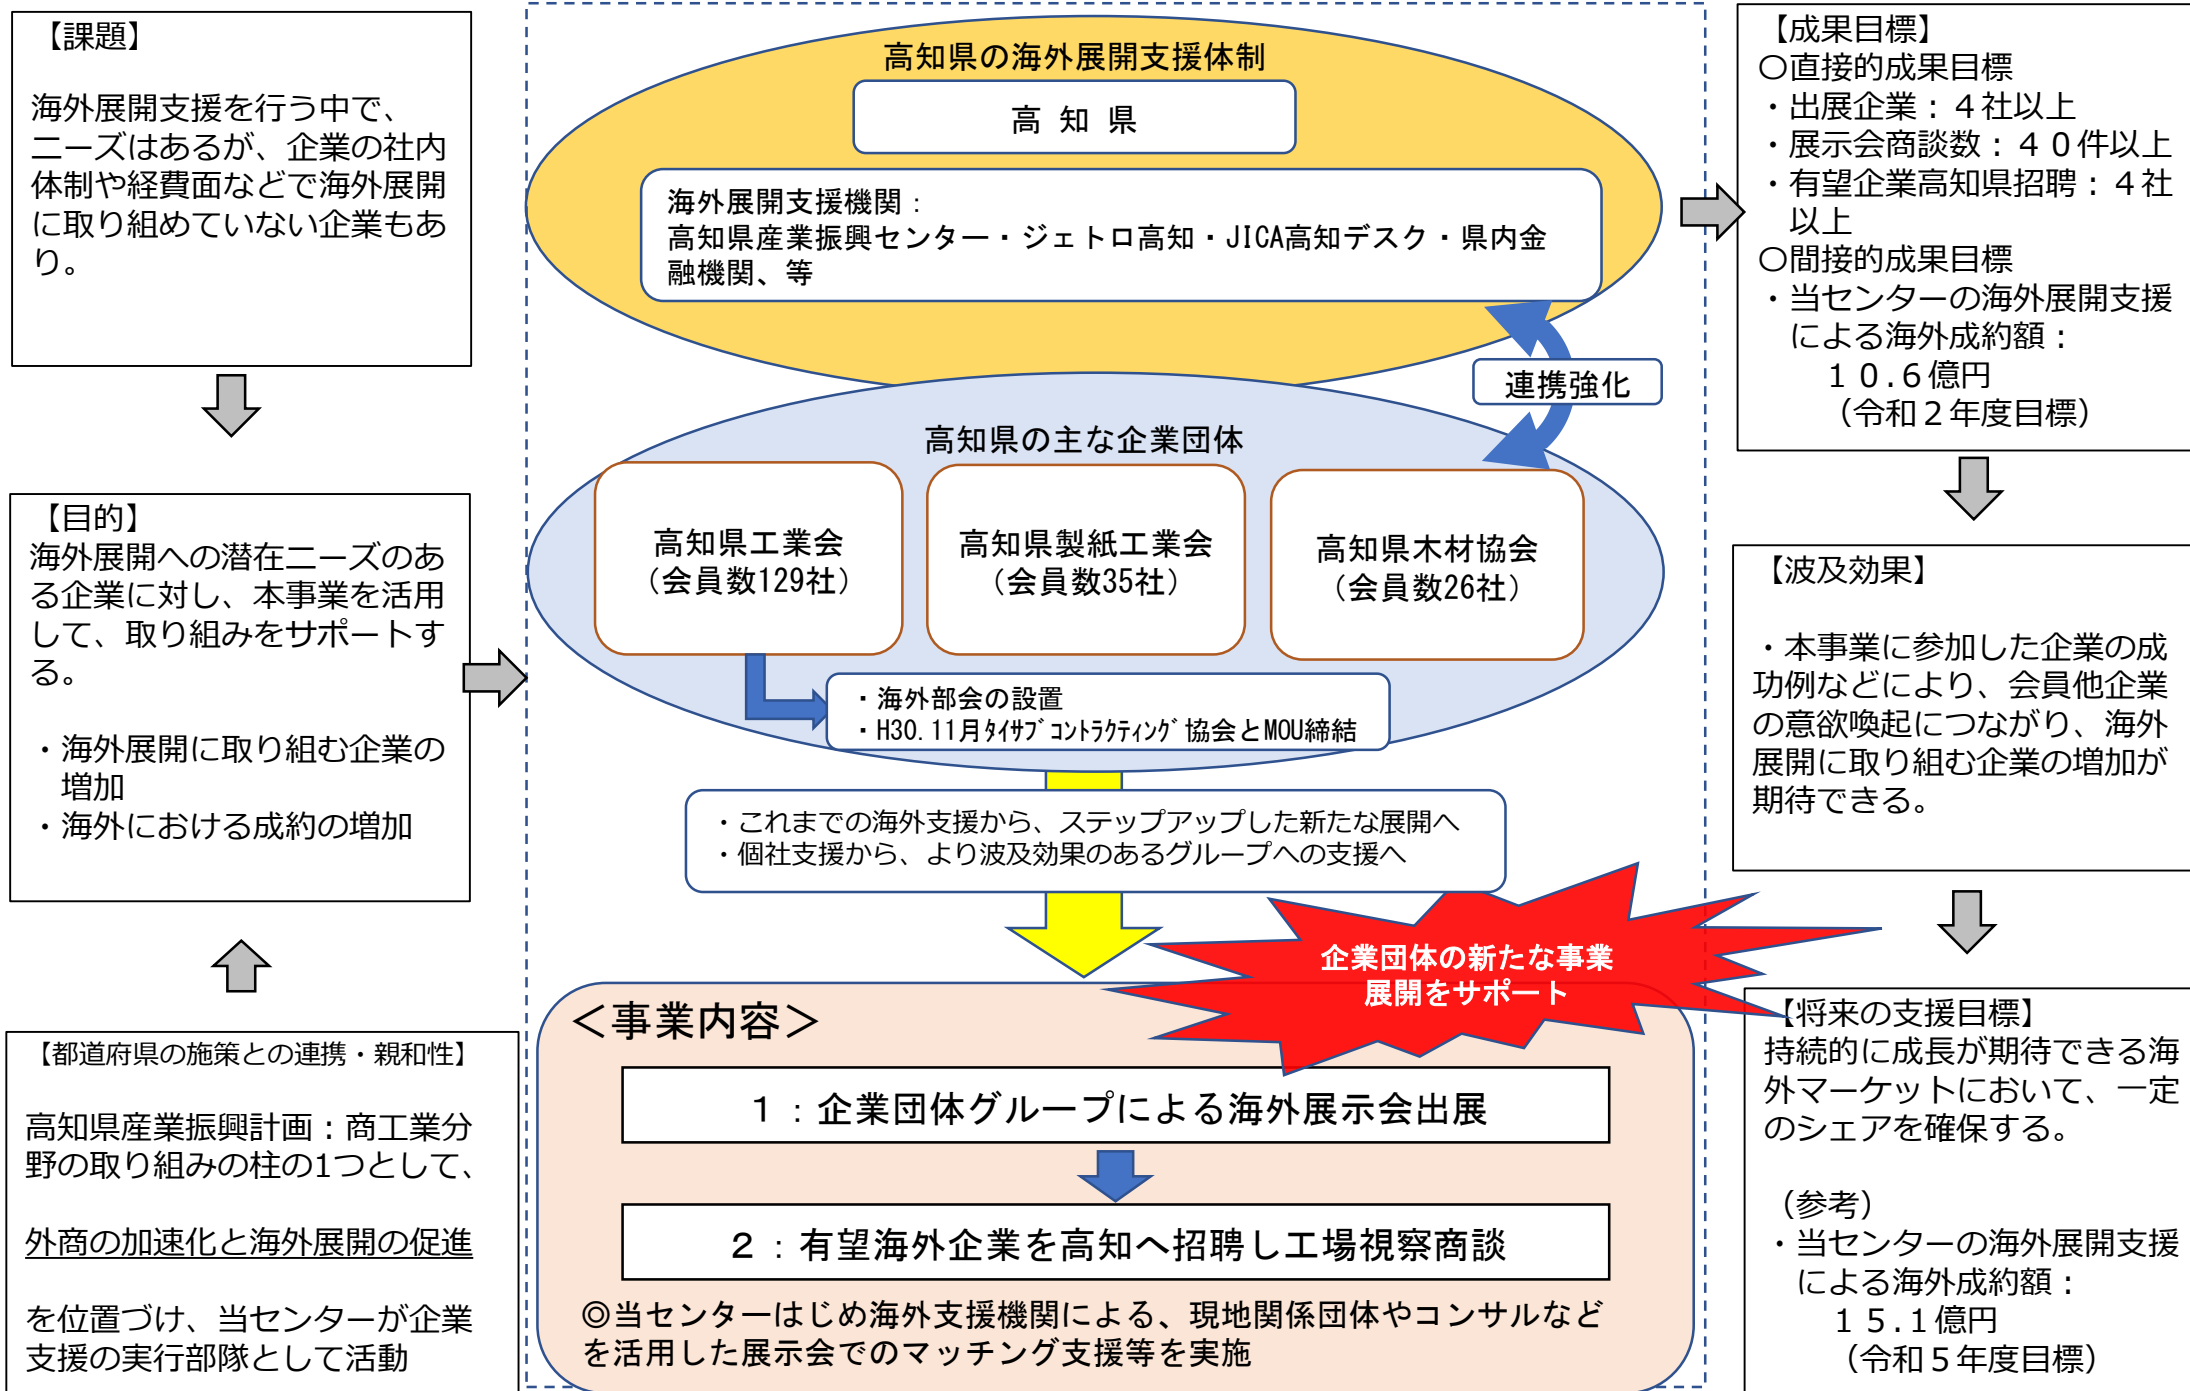 【課題】
海外展開支援を行う中で、
ニーズはあるが、企業の社内
体制や経費面などで海外展開
に取り組めていない企業もあ
り。
【目的】
海外展開への潜在ニーズのあ
る企業に対し、本事業を活用
して、取り組みをサポートす
る。
・海外展開に取り組む企業の
増加
・海外における成約の増加
【都道府県の施策との連携・親和性】
高知県産業振興計画：商工業分
野の取り組みの柱の1つとして、
外商の加速化と海外展開の促進
を位置づけ、当センターが企業
支援の実行部隊として活動
高知県の海外展開支援体制
高 知 県
海外展開支援機関：
高知県産業振興センター・ジェトロ高知・JICA高知デスク・県内金
融機関、等
連携強化
高知県の主な企業団体
高知県工業会
（会員数129社）
高知県製紙工業会
（会員数35社）
高知県木材協会
（会員数26社）
・海外部会の設置
・H30.11月ﾀｲｻﾌﾞｺﾝﾄﾗｸﾃｨﾝｸﾞ協会とMOU締結
・これまでの海外支援から、ステップアップした新たな展開へ
・個社支援から、より波及効果のあるグループへの支援へ
企業団体の新たな事業
展開をサポート
＜事業内容＞
１：企業団体グループによる海外展示会出展
２：有望海外企業を高知へ招聘し工場視察商談
◎当センターはじめ海外支援機関による、現地関係団体やコンサルなど
を活用した展示会でのマッチング支援等を実施
【成果目標】
〇直接的成果目標
・出展企業：４社以上
・展示会商談数：４０件以上
・有望企業高知県招聘：４社
以上
〇間接的成果目標
・当センターの海外展開支援
による海外成約額：
１０.６億円
（令和２年度目標）
【波及効果】
・本事業に参加した企業の成
功例などにより、会員他企業
の意欲喚起につながり、海外
展開に取り組む企業の増加が
期待できる。
【将来の支援目標】
持続的に成長が期待できる海
外マーケットにおいて、一定
のシェアを確保する。
（参考）
・当センターの海外展開支援
による海外成約額：
１５.１億円
（令和５年度目標）